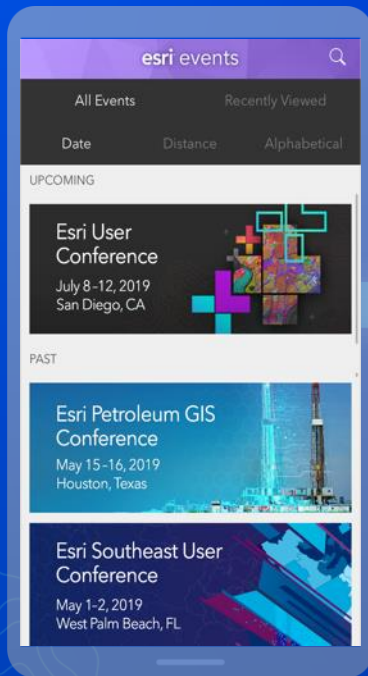 esri events
All Events Recently Viewed
Date Distance Alphabetical
UPCOMING
Esri User
Conference
July 8-12, 2019
San Diego, CA
PAST
Esri Petroleum GIS
Conference
May 15-16, 2019
Houston, Texas
Esri Southeast User
Conference
May 1-2, 2019
West Palm Beach, FL